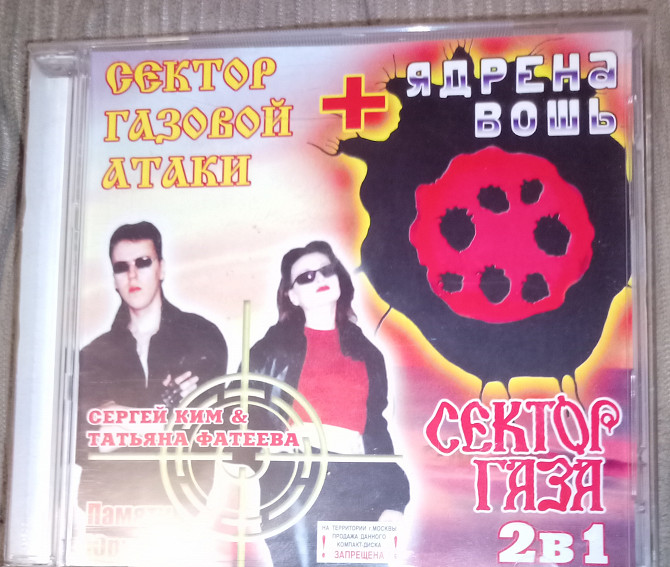 СЕКТОР
ГАЗОВОЙ
АТАКИ
+
ЯДРЕНА
ВОШЬ
СЕРГЕЙ КИМ &
ТАТЬЯНА ФАТЕЕВА
СЕКТОР
ГАЗА
2в1
НА ТЕРРИТОРИИ г МОСКВЫ
ПРОДАЖА ДАННОГО
КОМПАКТ-ДИСКА
ЗАПРЕЩЕНА